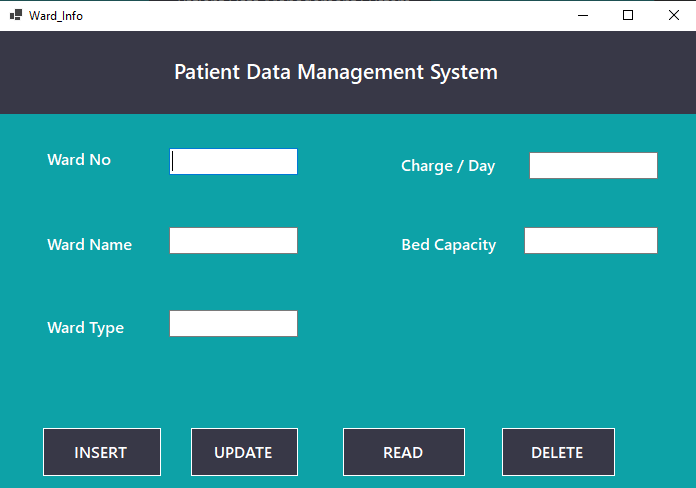 Ward_Info
Patient Data Management System
Ward No
Charge / Day
Ward Name
Bed Capacity
Ward Type
INSERT
UPDATE
READ
DELETE